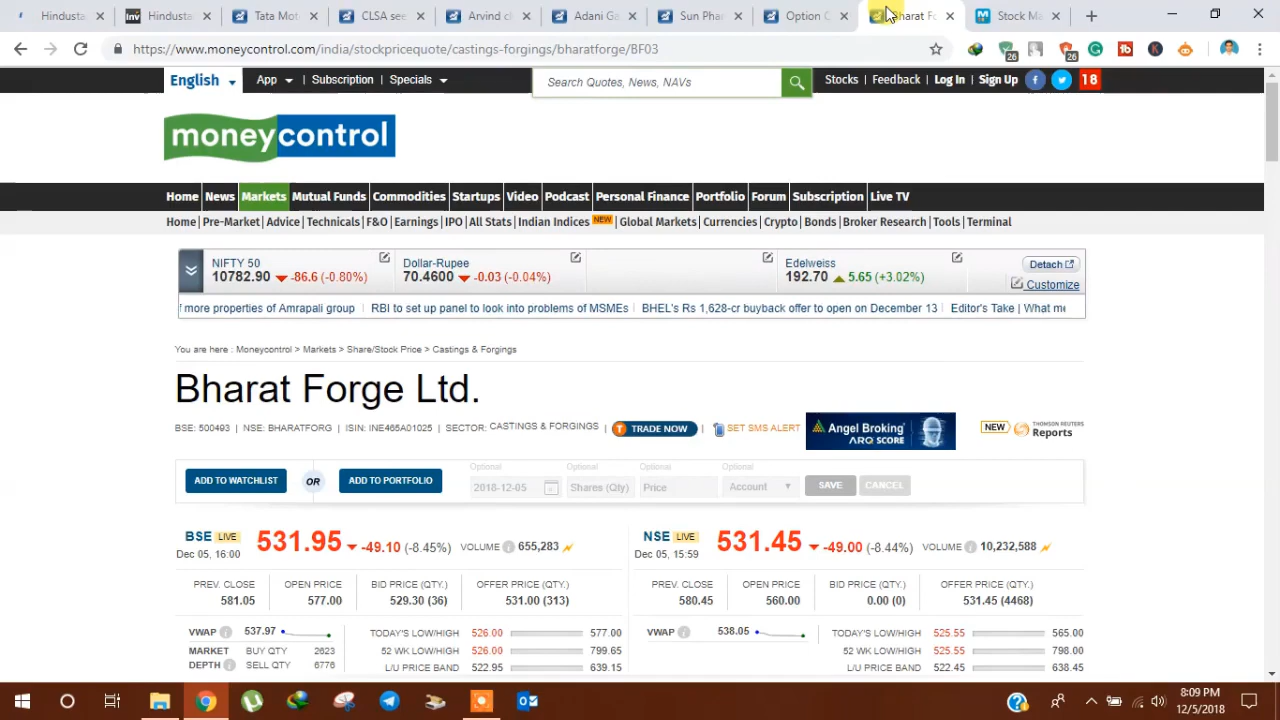 Hindust
Hindusta
Tata Mot
CLSA see
Arvind cl
Adani Ga
Sun Phar
Option C
Bharat Fo
Stock Ma
https://www.moneycontrol.com/india/stockpricequote/castings-forgings/bharatforge/BF03
26
26
English App Subscription Specials Search Quotes, News, NAVs Stocks Feedback Log In Sign Up 18
moneycontrol
Home News Markets Mutual Funds Commodities Startups Video Podcast Personal Finance Portfolio Forum Subscription Live TV
Home | Pre-Market | Advice | Technicals | F&O | Earnings | IPO | All Stats | Indian Indices NEW | Global Markets | Currencies | Crypto | Bonds | Broker Research | Tools | Terminal
NIFTY 50 Dollar-Rupee Edelweiss Detach
10782.90 -86.6 (-0.80%) 70.4600 -0.03 (-0.04%) 192.70 5.65 (+3.02%) Customize
f more properties of Amrapali group | RBI to set up panel to look into problems of MSMEs | BHEL's Rs 1,628-cr buyback offer to open on December 13 | Editor's Take | What me
You are here : Moneycontrol > Markets > Share/Stock Price > Castings & Forgings
Bharat Forge Ltd.
BSE: 500493 | NSE: BHARATFORG | ISIN: INE465A01025 | SECTOR: CASTINGS & FORGINGS | T TRADE NOW | SET SMS ALERT
Angel Broking
ARQ SCORE
NEW THOMSON REUTERS
Reports
Optional Optional Optional Optional
ADD TO WATCHLIST OR ADD TO PORTFOLIO 2018-12-05 Shares (Qty) Price Account SAVE CANCEL
BSE LIVE 531.95 -49.10 (-8.45%) VOLUME 655,283
Dec 05, 16:00
NSE LIVE 531.45 -49.00 (-8.44%) VOLUME 10,232,588
Dec 05, 15:59
PREV. CLOSE OPEN PRICE BID PRICE (QTY.) OFFER PRICE (QTY.)
581.05 577.00 529.30 (36) 531.00 (313)
PREV. CLOSE OPEN PRICE BID PRICE (QTY.) OFFER PRICE (QTY.)
580.45 560.00 0.00 (0) 531.45 (4468)
VWAP 537.97 TODAY'S LOW/HIGH 526.00 577.00
MARKET BUY QTY 2623 52 WK LOW/HIGH 526.00 799.65
DEPTH SELL QTY 6776 L/U PRICE BAND 522.95 639.15
VWAP 538.05 TODAY'S LOW/HIGH 525.55 565.00
52 WK LOW/HIGH 525.55 798.00
L/U PRICE BAND 522.45 638.45
8:09 PM
12/5/2018